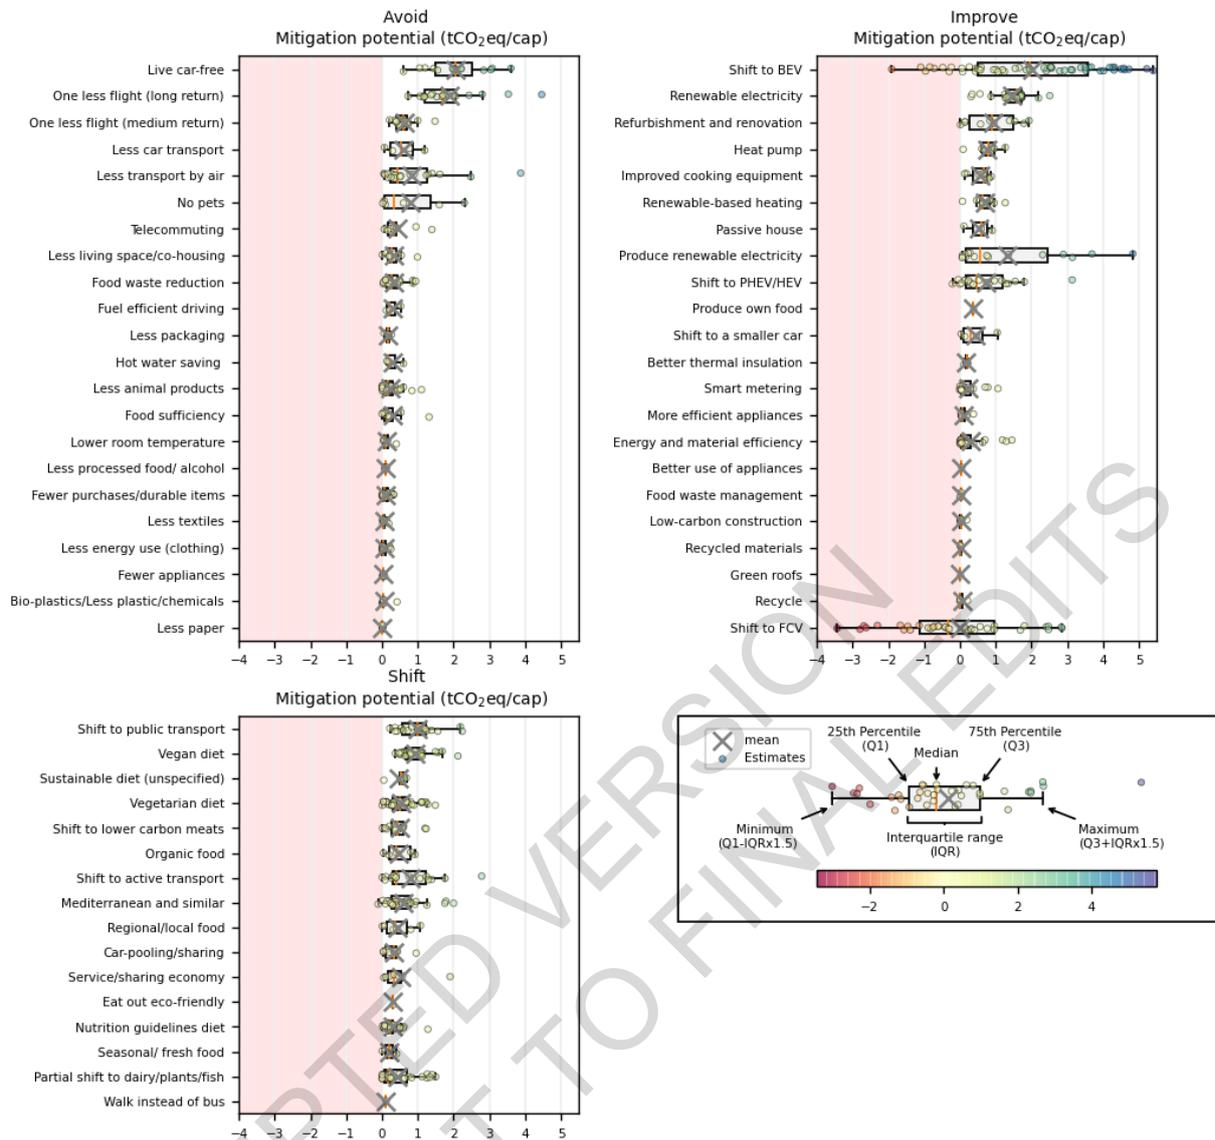 Avoid
Mitigation potential (tCO₂eq/cap)
Live car-free
One less flight (long return)
One less flight (medium return)
Less car transport
Less transport by air
No pets
Telecommuting
Less living space/co-housing
Food waste reduction
Fuel efficient driving
Less packaging
Hot water saving
Less animal products
Food sufficiency
Lower room temperature
Less processed food/ alcohol
Fewer purchases/durable items
Less textiles
Less energy use (clothing)
Fewer appliances
Bio-plastics/Less plastic/chemicals
Less paper
−4 −3 −2 −1 0 1 2 3 4 5
Improve
Mitigation potential (tCO₂eq/cap)
Shift to BEV
Renewable electricity
Refurbishment and renovation
Heat pump
Improved cooking equipment
Renewable-based heating
Passive house
Produce renewable electricity
Shift to PHEV/HEV
Produce own food
Shift to a smaller car
Better thermal insulation
Smart metering
More efficient appliances
Energy and material efficiency
Better use of appliances
Food waste management
Low-carbon construction
Recycled materials
Green roofs
Recycle
Shift to FCV
−4 −3 −2 −1 0 1 2 3 4 5
Shift
Mitigation potential (tCO₂eq/cap)
Shift to public transport
Vegan diet
Sustainable diet (unspecified)
Vegetarian diet
Shift to lower carbon meats
Organic food
Shift to active transport
Mediterranean and similar
Regional/local food
Car-pooling/sharing
Service/sharing economy
Eat out eco-friendly
Nutrition guidelines diet
Seasonal/ fresh food
Partial shift to dairy/plants/fish
Walk instead of bus
−4 −3 −2 −1 0 1 2 3 4 5
mean
Estimates
25th Percentile
(Q1)
Median
75th Percentile
(Q3)
Minimum
(Q1-IQRx1.5)
Interquartile range
(IQR)
Maximum
(Q3+IQRx1.5)
−2 0 2 4
PTED VERSION
T TO FINAL EDITS